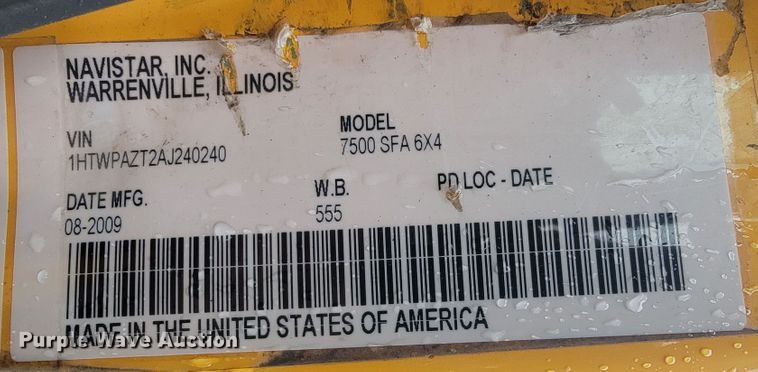 NAVISTAR, INC.
WARRENVILLE, ILLINOIS
VIN
1HTWPAZT2AJ240240
MODEL
7500 SFA 6X4
DATE MFG.
08-2009
W.B.
555
PD LOC - DATE
MADE IN THE UNITED STATES OF AMERICA
Purple Wave Auction